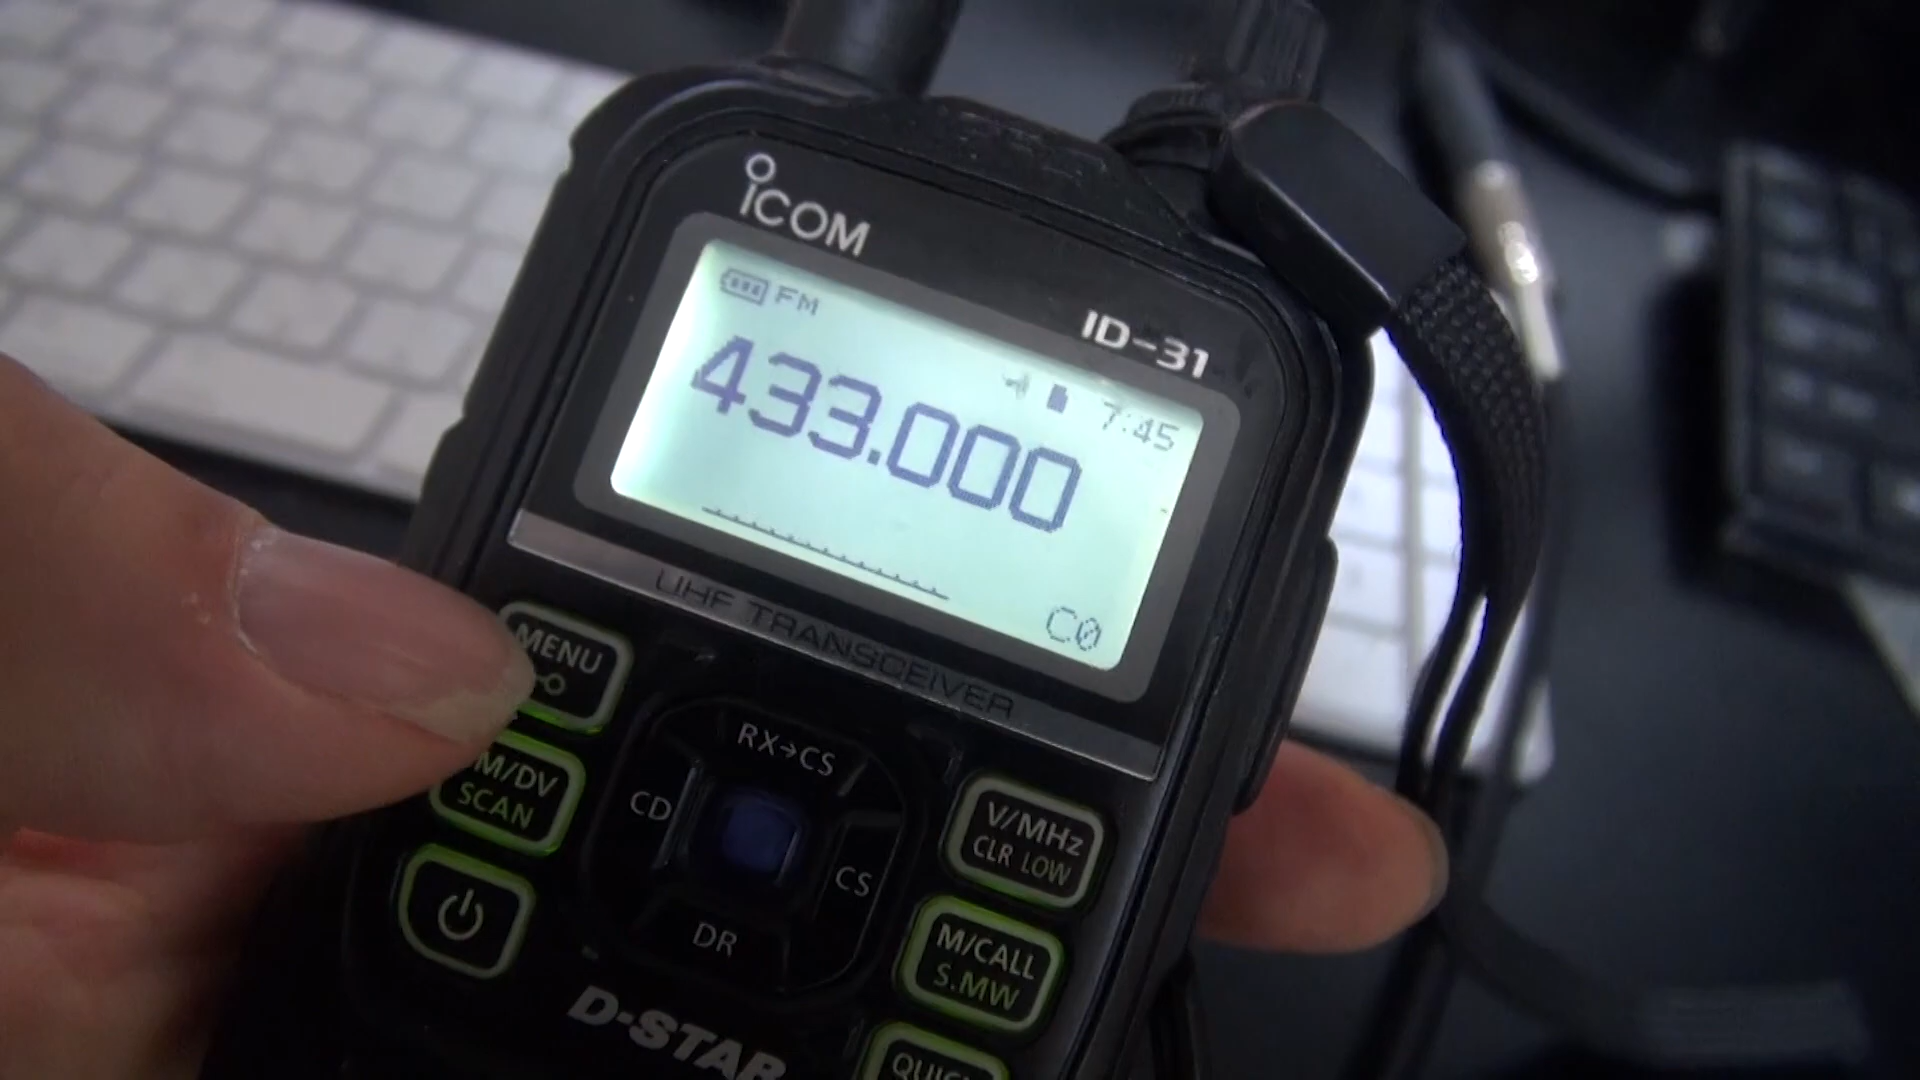 iCOM
ID-31
FM
7:45
433.000
C0
UHF TRANSCEIVER
MENU
M/DV
SCAN
RX→CS
CD
CS
DR
V/MHz
CLR LOW
M/CALL
S.MW
D-STAR